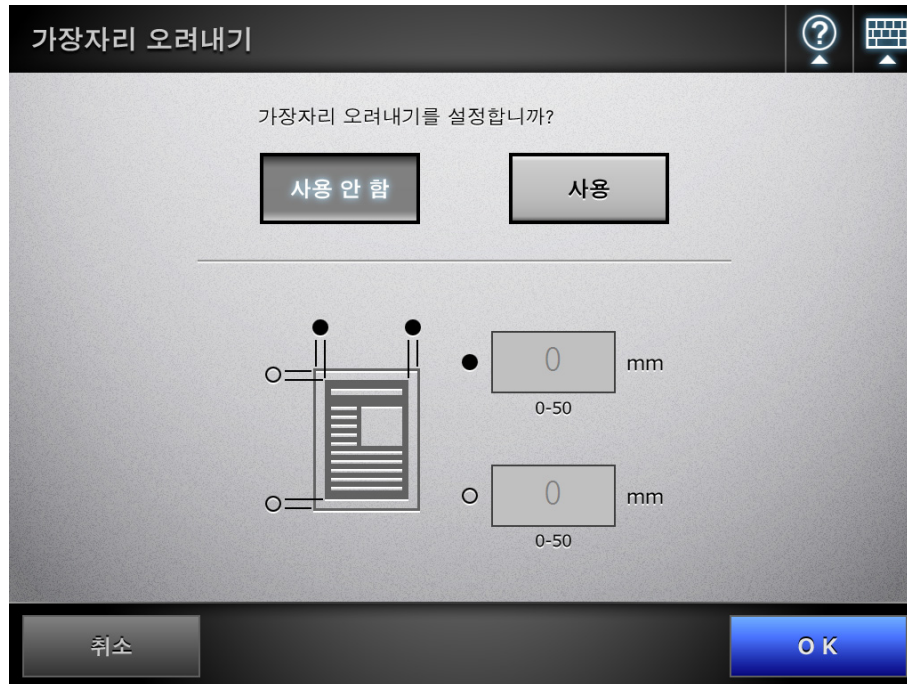 가장자리 오려내기
?
가장자리 오려내기를 설정합니까?
사용 안 함
사용
● 0 mm
0-50
○ 0 mm
0-50
취소
OK